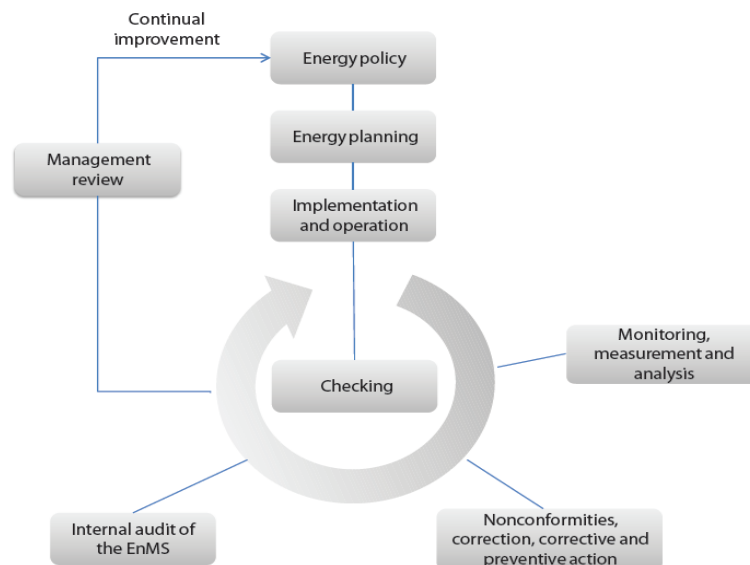 Continual
improvement
Energy policy
Energy planning
Management
review
Implementation
and operation
Monitoring,
measurement and
analysis
Checking
Internal audit of
the EnMS
Nonconformities,
correction, corrective and
preventive action